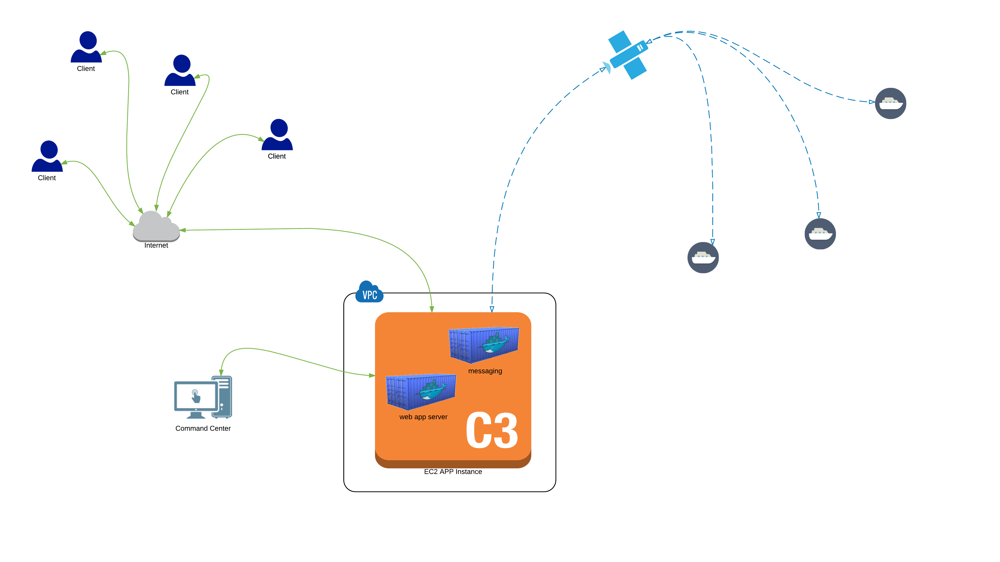 Client
Client
Client
Client
Internet
VPC
messaging
web app server
C3
Command Center
EC2 APP Instance